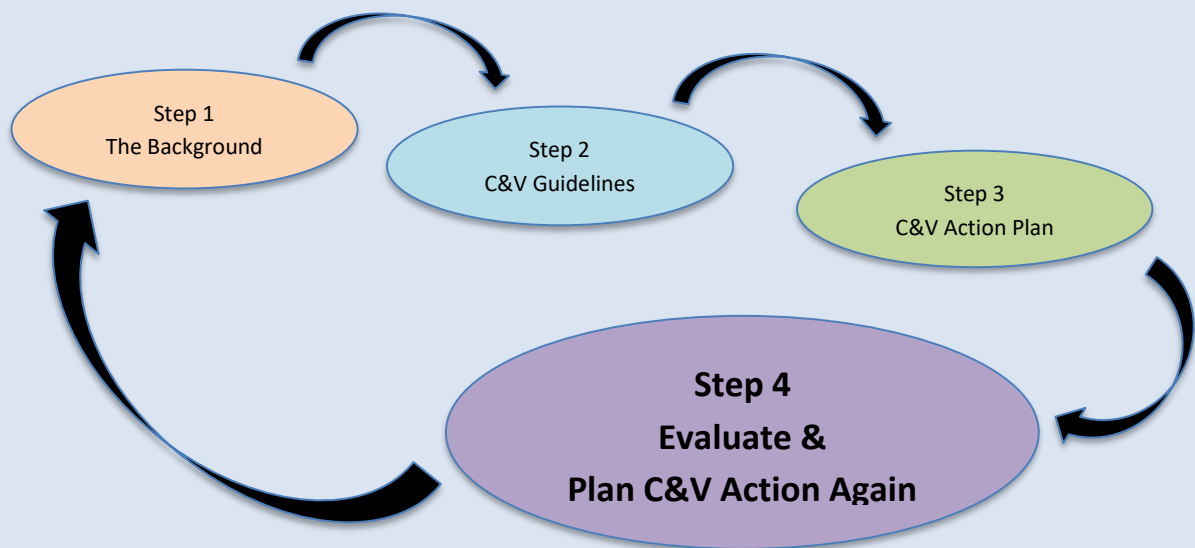 Step 1
The Background
Step 2
C&V Guidelines
Step 3
C&V Action Plan
Step 4
Evaluate &
Plan C&V Action Again